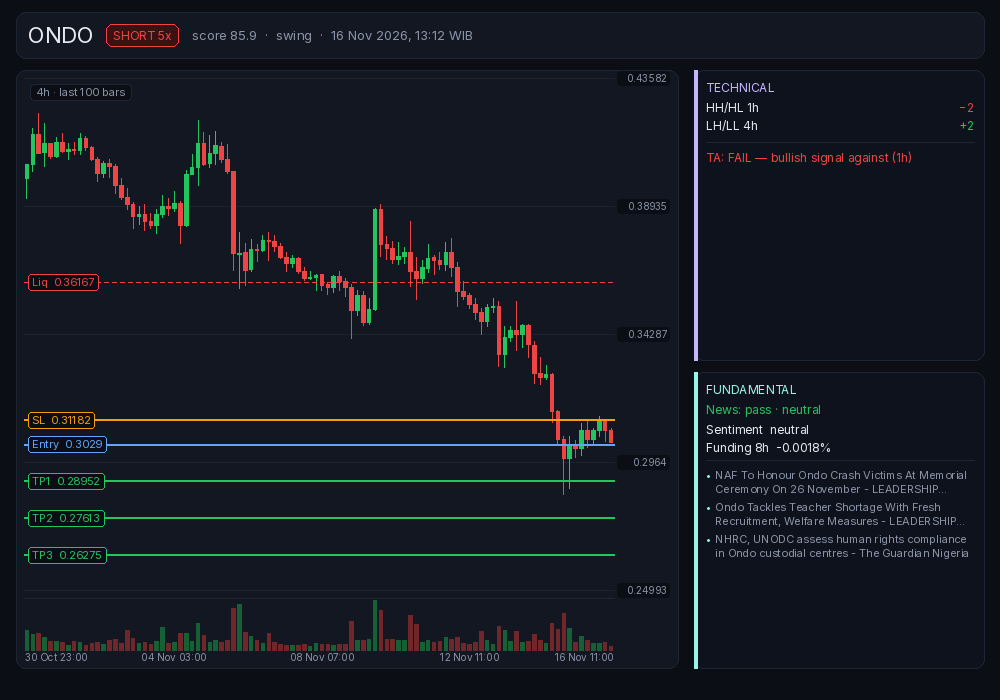 ONDO SHORT 5x score 85.9 · swing · 16 Nov 2026, 13:12 WIB
4h · last 100 bars
0.43582
0.38935
Liq 0.36167
0.34287
SL 0.31182
Entry 0.3029
0.2964
TP1 0.28952
TP2 0.27613
TP3 0.26275
0.24993
30 Oct 23:00 04 Nov 03:00 08 Nov 07:00 12 Nov 11:00 16 Nov 11:00
TECHNICAL
HH/HL 1h −2
LH/LL 4h +2
TA: FAIL — bullish signal against (1h)
FUNDAMENTAL
News: pass · neutral
Sentiment neutral
Funding 8h -0.0018%
• NAF To Honour Ondo Crash Victims At Memorial
Ceremony On 26 November - LEADERSHIP…
• Ondo Tackles Teacher Shortage With Fresh
Recruitment, Welfare Measures - LEADERSHIP…
• NHRC, UNODC assess human rights compliance
in Ondo custodial centres - The Guardian Nigeria